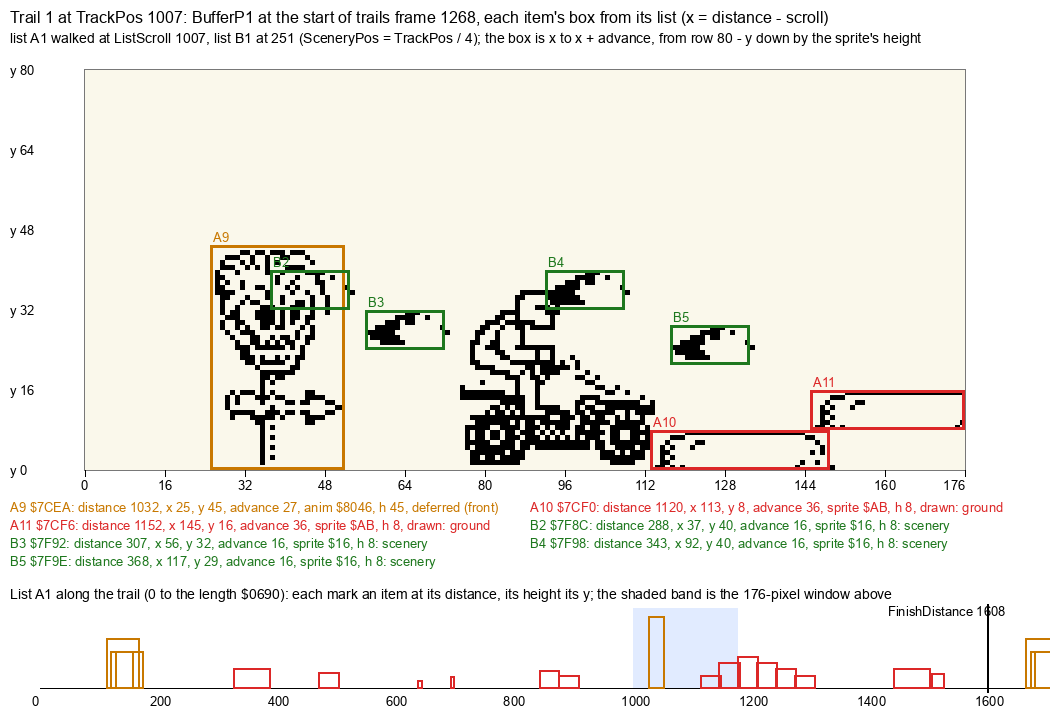 Trail 1 at TrackPos 1007: BufferP1 at the start of trails frame 1268, each item's box from its list (x = distance - scroll)
list A1 walked at ListScroll 1007, list B1 at 251 (SceneryPos = TrackPos / 4); the box is x to x + advance, from row 80 - y down by the sprite's height
y 80
y 64
y 48
y 32
y 16
y 0
A9
B2
B3
B4
B5
A11
A10
0 16 32 48 64 80 96 112 128 144 160 176
A9 $7CEA: distance 1032, x 25, y 45, advance 27, anim $8046, h 45, deferred (front)
A10 $7CF0: distance 1120, x 113, y 8, advance 36, sprite $AB, h 8, drawn: ground
A11 $7CF6: distance 1152, x 145, y 16, advance 36, sprite $AB, h 8, drawn: ground
B2 $7F8C: distance 288, x 37, y 40, advance 16, sprite $16, h 8: scenery
B3 $7F92: distance 307, x 56, y 32, advance 16, sprite $16, h 8: scenery
B4 $7F98: distance 343, x 92, y 40, advance 16, sprite $16, h 8: scenery
B5 $7F9E: distance 368, x 117, y 29, advance 16, sprite $16, h 8: scenery
List A1 along the trail (0 to the length $0690): each mark an item at its distance, its height its y; the shaded band is the 176-pixel window above
FinishDistance 1608
0 200 400 600 800 1000 1200 1400 1600